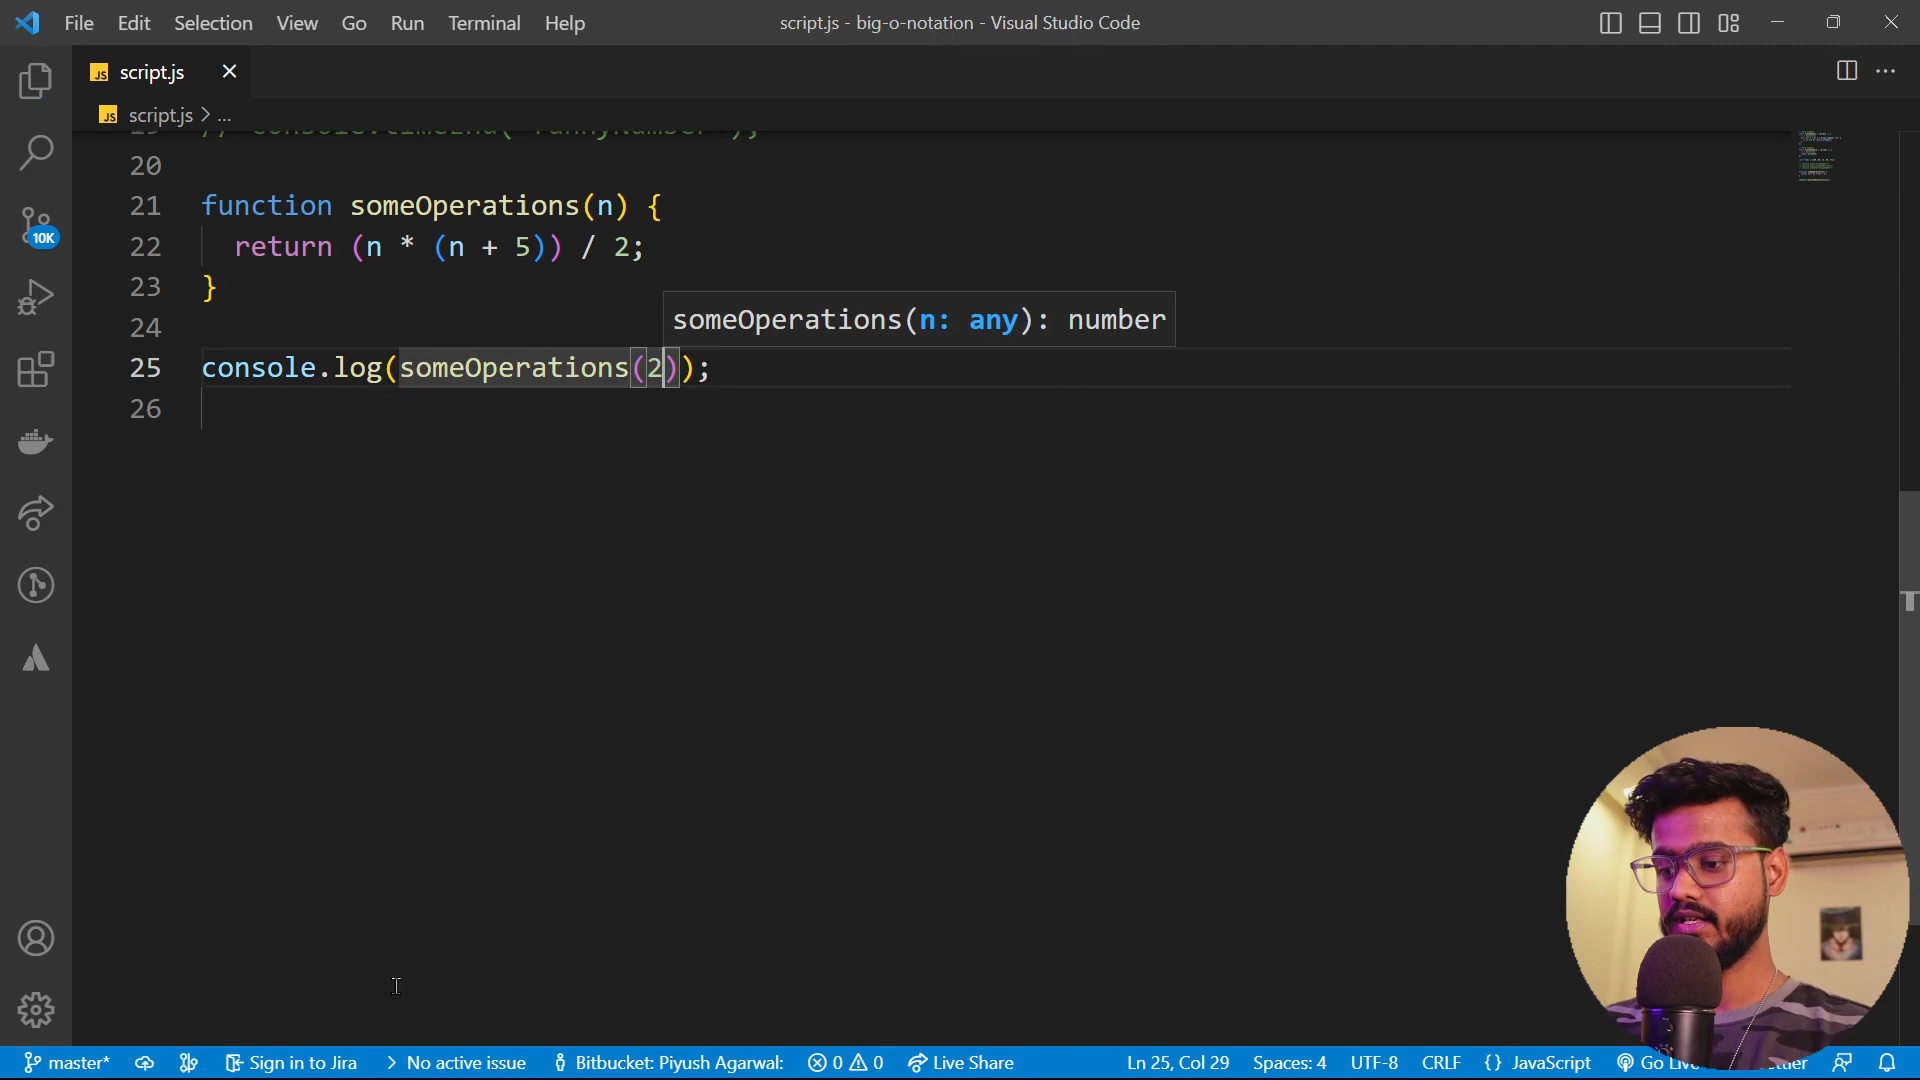 File Edit Selection View Go Run Terminal Help
script.js - big-o-notation - Visual Studio Code
JS script.js
JS script.js > ...
20
21 function someOperations(n) {
22 return (n * (n + 5)) / 2;
23 }
someOperations(n: any): number
24
25 console.log(someOperations(2));
26
10K
master* Sign in to Jira No active issue Bitbucket: Piyush Agarwal: 0 0 Live Share Ln 25, Col 29 Spaces: 4 UTF-8 CRLF {} JavaScript Go